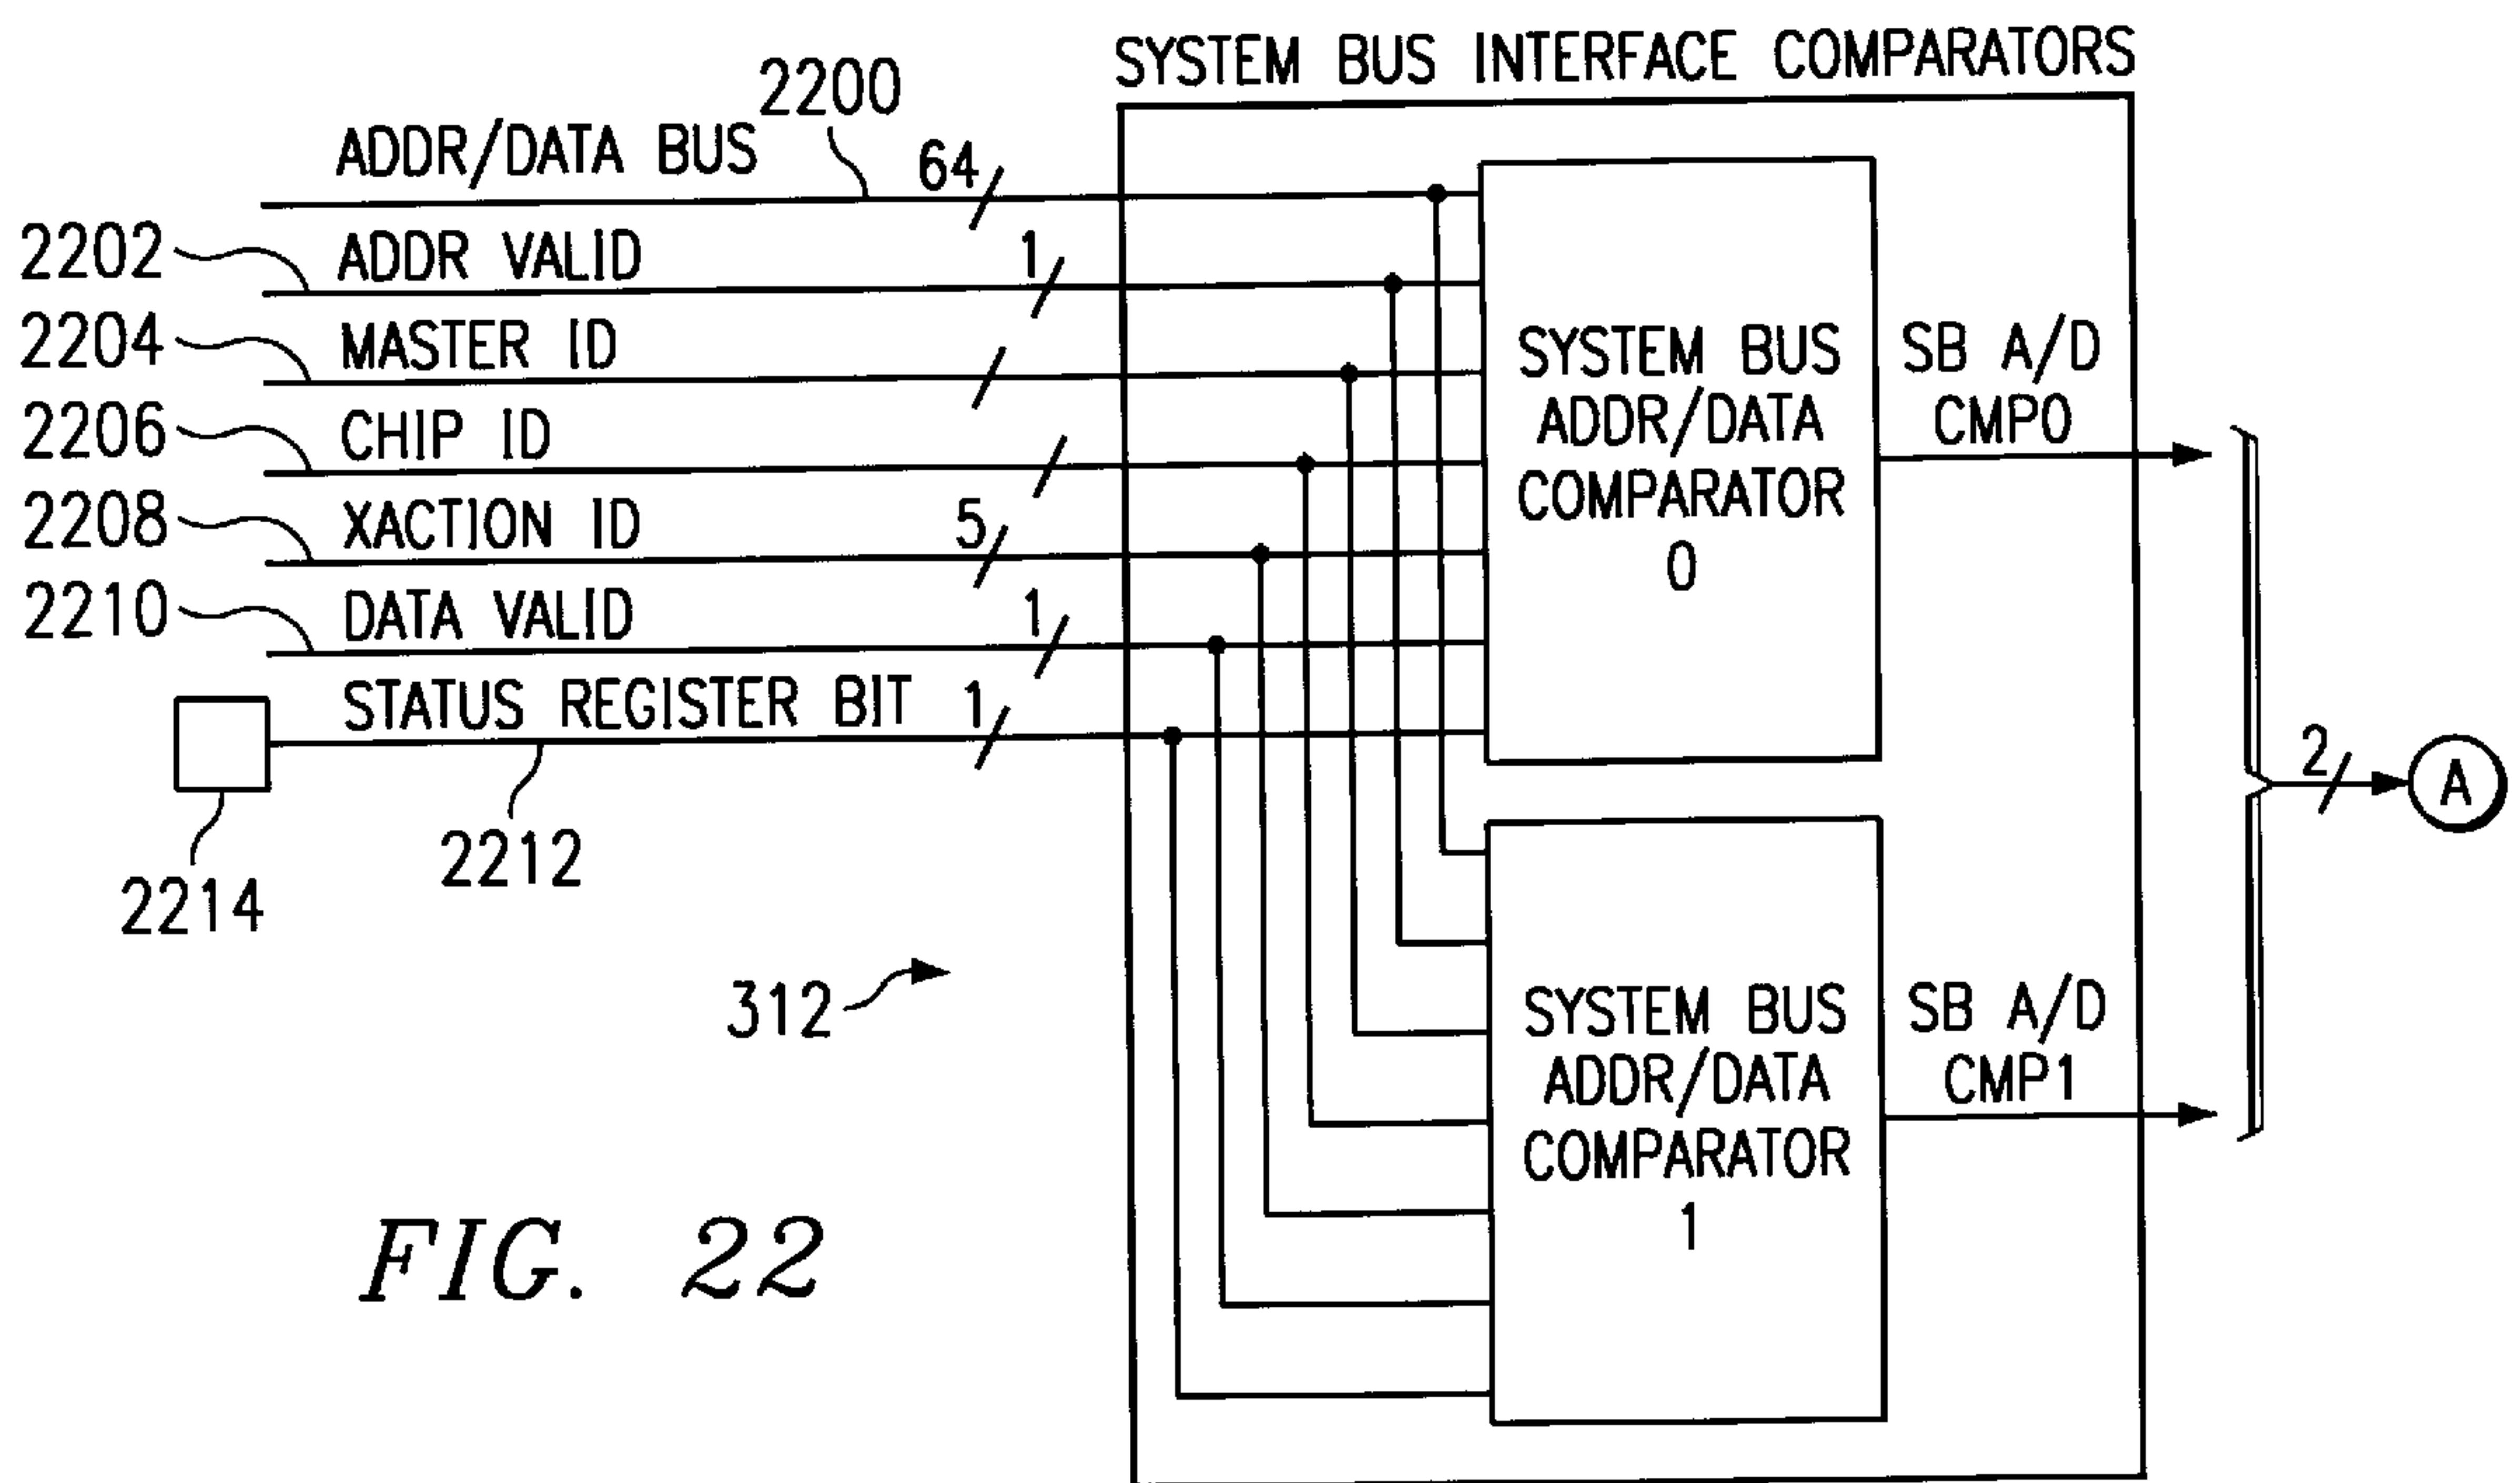 SYSTEM BUS INTERFACE COMPARATORS
2200
ADDR/DATA BUS
64
2202
ADDR VALID
1
2204
MASTER ID
2206
CHIP ID
2208
XACTION ID
5
2210
DATA VALID
1
STATUS REGISTER BIT
1
2212
2214
312
SYSTEM BUS
ADDR/DATA
COMPARATOR
0
SB A/D
CMP0
SYSTEM BUS
ADDR/DATA
COMPARATOR
1
SB A/D
CMP1
2
A
FIG. 22